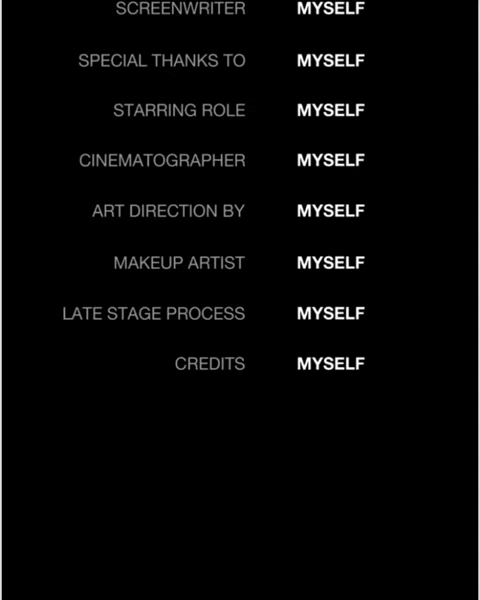 SCREENWRITER MYSELF
SPECIAL THANKS TO MYSELF
STARRING ROLE MYSELF
CINEMATOGRAPHER MYSELF
ART DIRECTION BY MYSELF
MAKEUP ARTIST MYSELF
LATE STAGE PROCESS MYSELF
CREDITS MYSELF